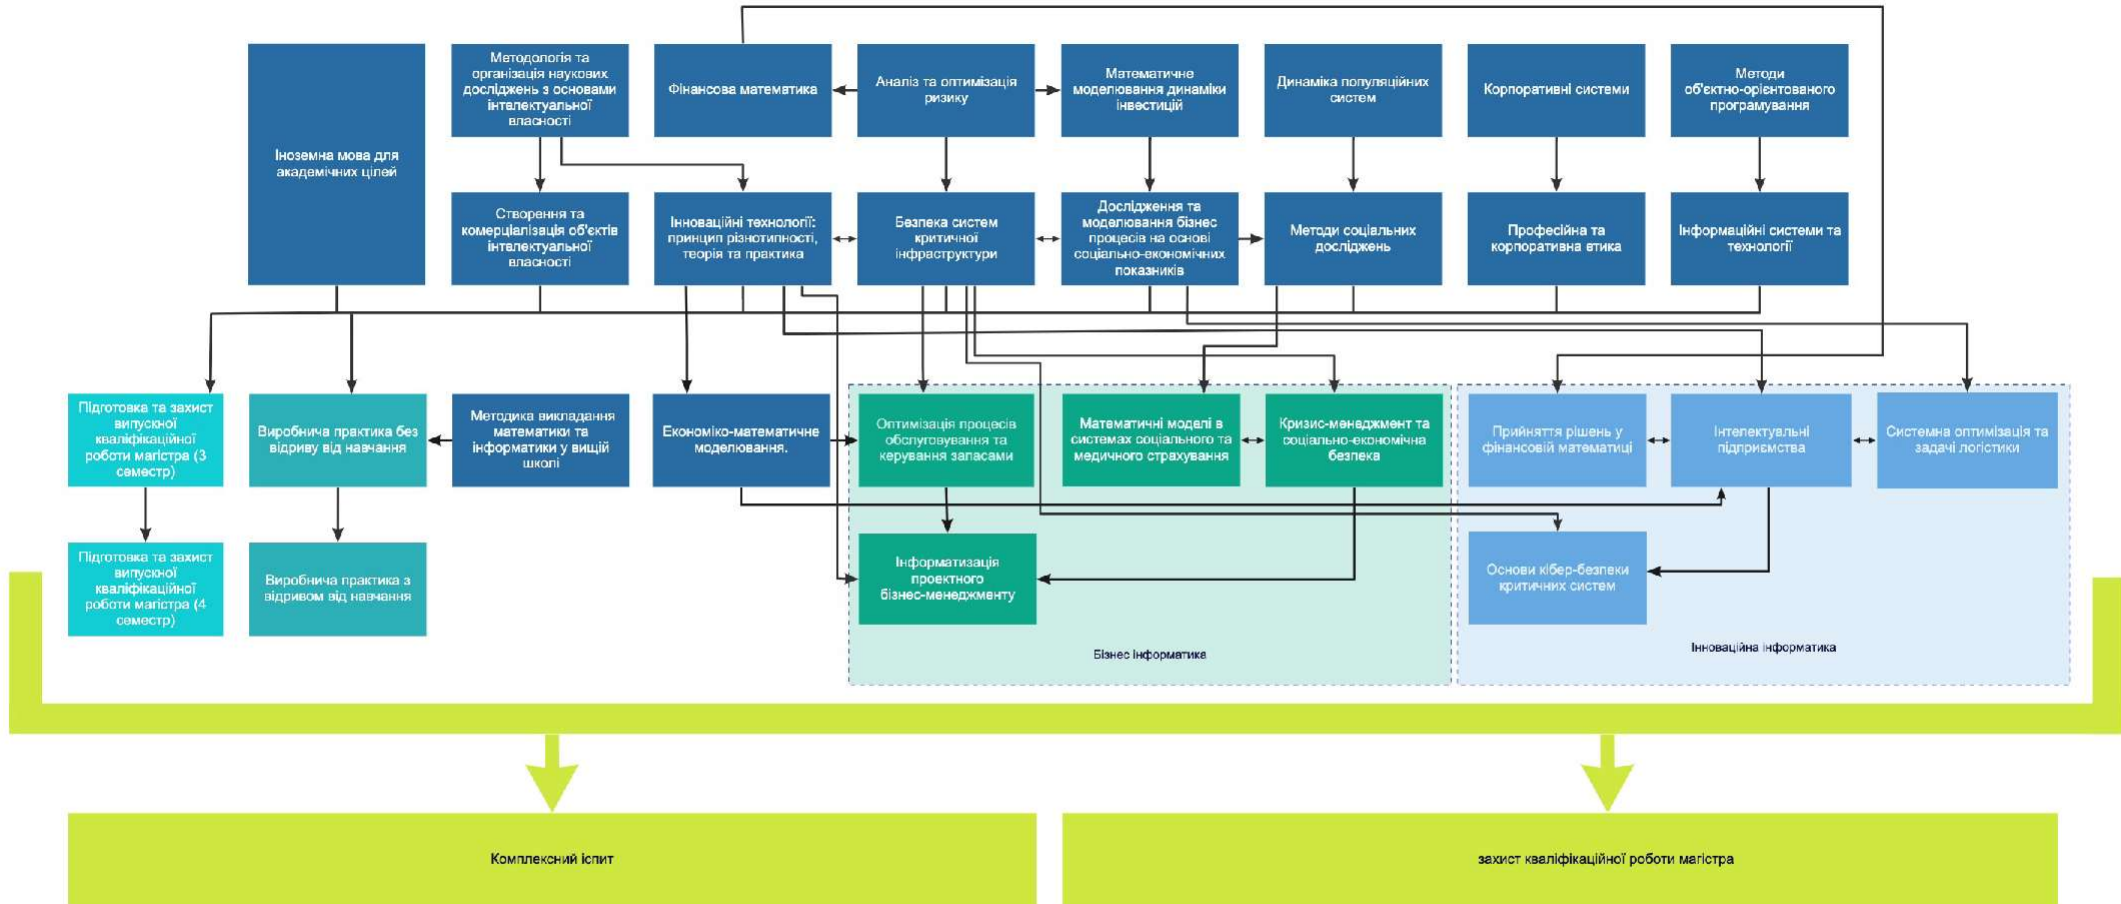 Іноземна мова для
академічних цілей
Методологія та
організація наукових
досліджень з основами
інтелектуальної
власності
Фінансова математика
Аналіз та оптимізація
ризику
Математичне
моделювання динаміки
інвестицій
Динаміка популяційних
систем
Корпоративні системи
Методи
об'єктно-орієнтованого
програмування
Створення та
комерціалізація об'єктів
інтелектуальної
власності
Інноваційні технології:
принцип різнотипності,
теорія та практика
Безпека систем
критичної
інфраструктури
Дослідження та
моделювання бізнес
процесів на основі
соціально-економічних
показників
Методи соціальних
досліджень
Професійна та
корпоративна етика
Інформаційні системи та
технології
Підготовка та захист
випускної
кваліфікаційної
роботи магістра (3
семестр)
Виробнича практика без
відриву від навчання
Методика викладання
математики та
інформатики у вищій
школі
Економіко-математичне
моделювання.
Оптимізація процесів
обслуговування та
керування запасами
Математичні моделі в
системах соціального та
медичного страхування
Кризис-менеджмент та
соціально-економічна
безпека
Прийняття рішень у
фінансовій математиці
Інтелектувльні
підприємства
Системна оптимізація та
задачі логістики
Підготовка та захист
випускної
кваліфікаційної
роботи магістра (4
семестр)
Виробнича практика з
відривом від навчання
Інформатизація
проектного
бізнес-менеджменту
Основи кібер-безпеки
критичних систем
Бізнес інформатика
Інноваційна інформатика
Комплексний іспит
захист кваліфікаційної роботи магістра